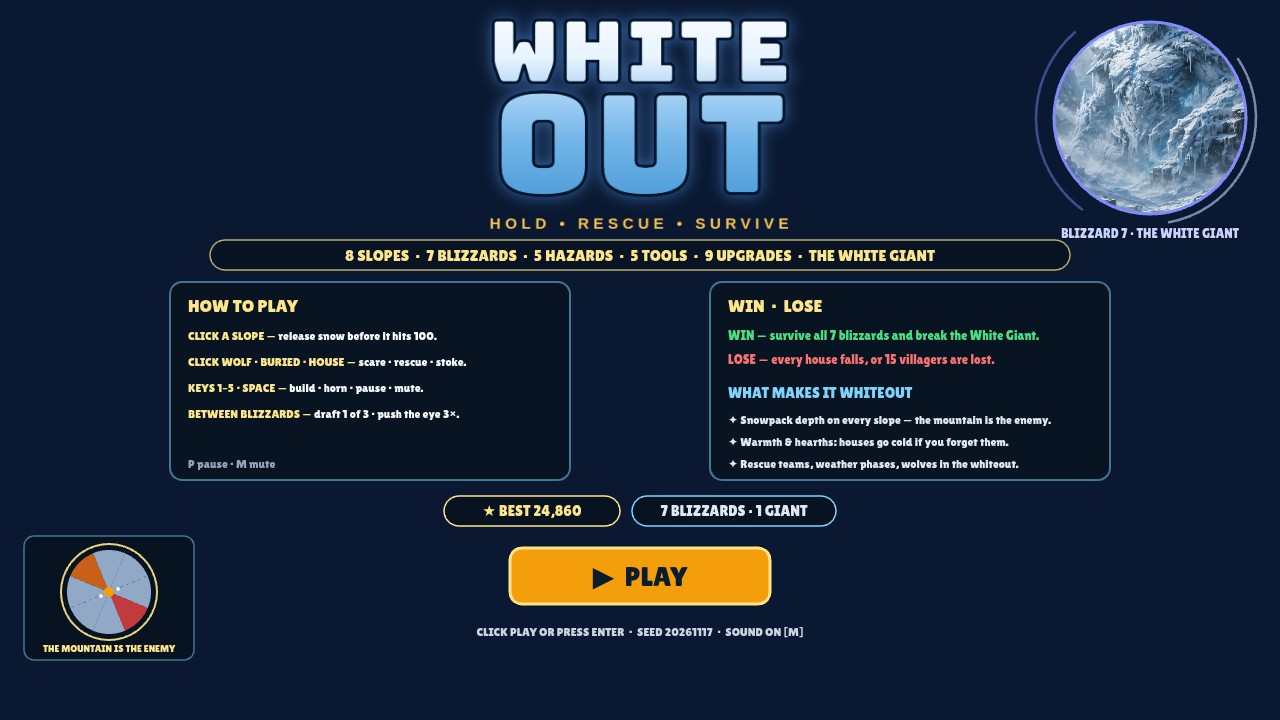 WHITE
OUT
HOLD • RESCUE • SURVIVE
BLIZZARD 7 · THE WHITE GIANT
8 SLOPES · 7 BLIZZARDS · 5 HAZARDS · 5 TOOLS · 9 UPGRADES · THE WHITE GIANT
HOW TO PLAY
CLICK A SLOPE — release snow before it hits 100.
CLICK WOLF · BURIED · HOUSE — scare · rescue · stoke.
KEYS 1–5 · SPACE — build · horn · pause · mute.
BETWEEN BLIZZARDS — draft 1 of 3 · push the eye 3×.
P pause · M mute
WIN · LOSE
WIN — survive all 7 blizzards and break the White Giant.
LOSE — every house falls, or 15 villagers are lost.
WHAT MAKES IT WHITEOUT
✦ Snowpack depth on every slope — the mountain is the enemy.
✦ Warmth & hearths: houses go cold if you forget them.
✦ Rescue teams, weather phases, wolves in the whiteout.
★ BEST 24,860
7 BLIZZARDS · 1 GIANT
▶ PLAY
THE MOUNTAIN IS THE ENEMY
CLICK PLAY OR PRESS ENTER · SEED 20261117 · SOUND ON [M]